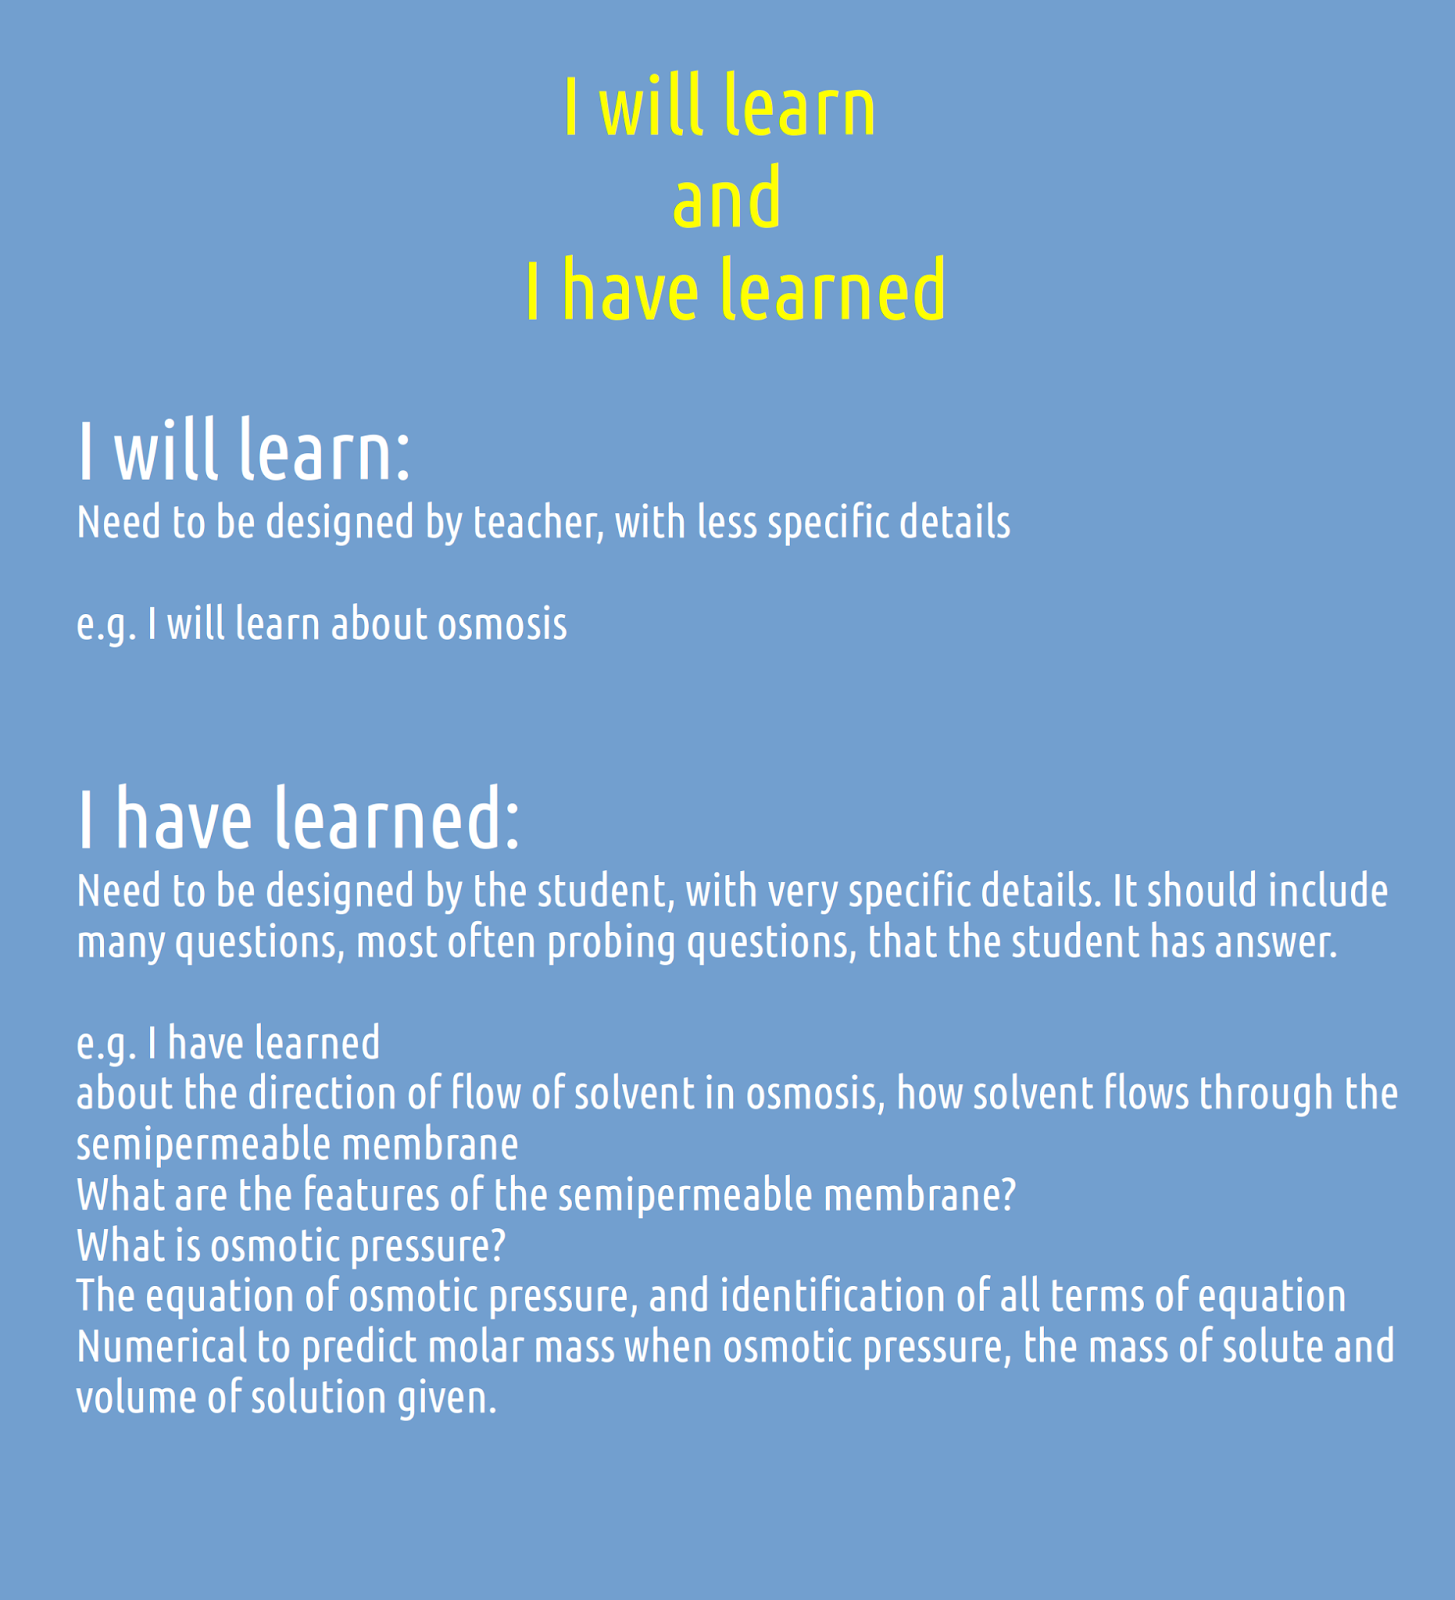 I will learn
and
I have learned
I will learn:
Need to be designed by teacher, with less specific details
e.g. I will learn about osmosis
I have learned:
Need to be designed by the student, with very specific details. It should include
many questions, most often probing questions, that the student has answer.
e.g. I have learned
about the direction of flow of solvent in osmosis, how solvent flows through the
semipermeable membrane
What are the features of the semipermeable membrane?
What is osmotic pressure?
The equation of osmotic pressure, and identification of all terms of equation
Numerical to predict molar mass when osmotic pressure, the mass of solute and
volume of solution given.